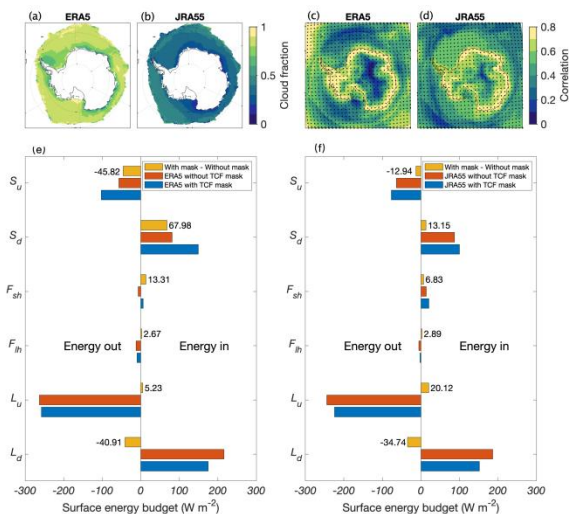 (a) ERA5
(b) JRA55
1
0.5
0
Cloud fraction
(c) ERA5
(d) JRA55
0.8
0.6
0.4
0.2
0
Correlation
(e)
With mask - Without mask
ERA5 without TCF mask
ERA5 with TCF mask
Su
-45.82
Sd
67.98
Fsh
13.31
Flh
2.67
Energy out
Energy in
Lu
5.23
Ld
-40.91
-300 -200 -100 0 100 200 300
Surface energy budget (W m-2)
(f)
With mask - Without mask
JRA55 without TCF mask
JRA55 with TCF mask
Su
-12.94
Sd
13.15
Fsh
6.83
Flh
2.89
Energy out
Energy in
Lu
20.12
Ld
-34.74
-300 -200 -100 0 100 200 300
Surface energy budget (W m-2)